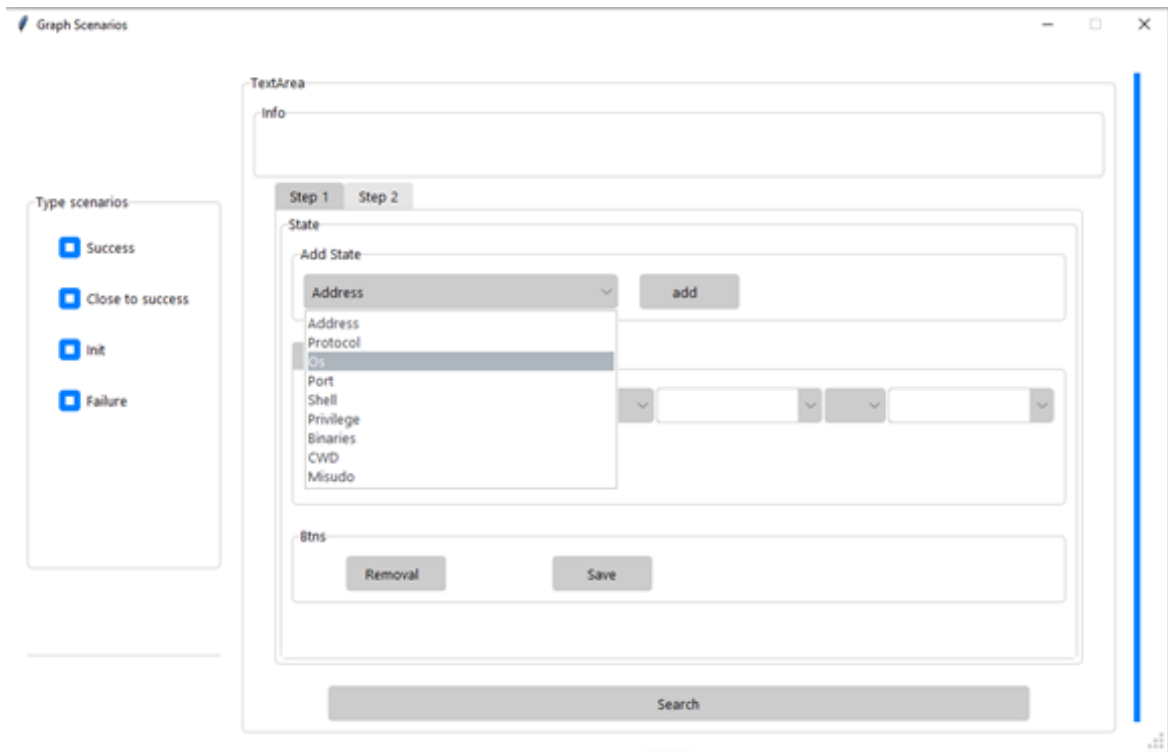 Graph Scenarios
TextArea
Info
Type scenarios
Success
Close to success
Init
Failure
Step 1 Step 2
State
Add State
Address add
Address
Protocol
Os
Port
Shell
Privilege
Binaries
CWD
Misudo
Btns
Removal Save
Search